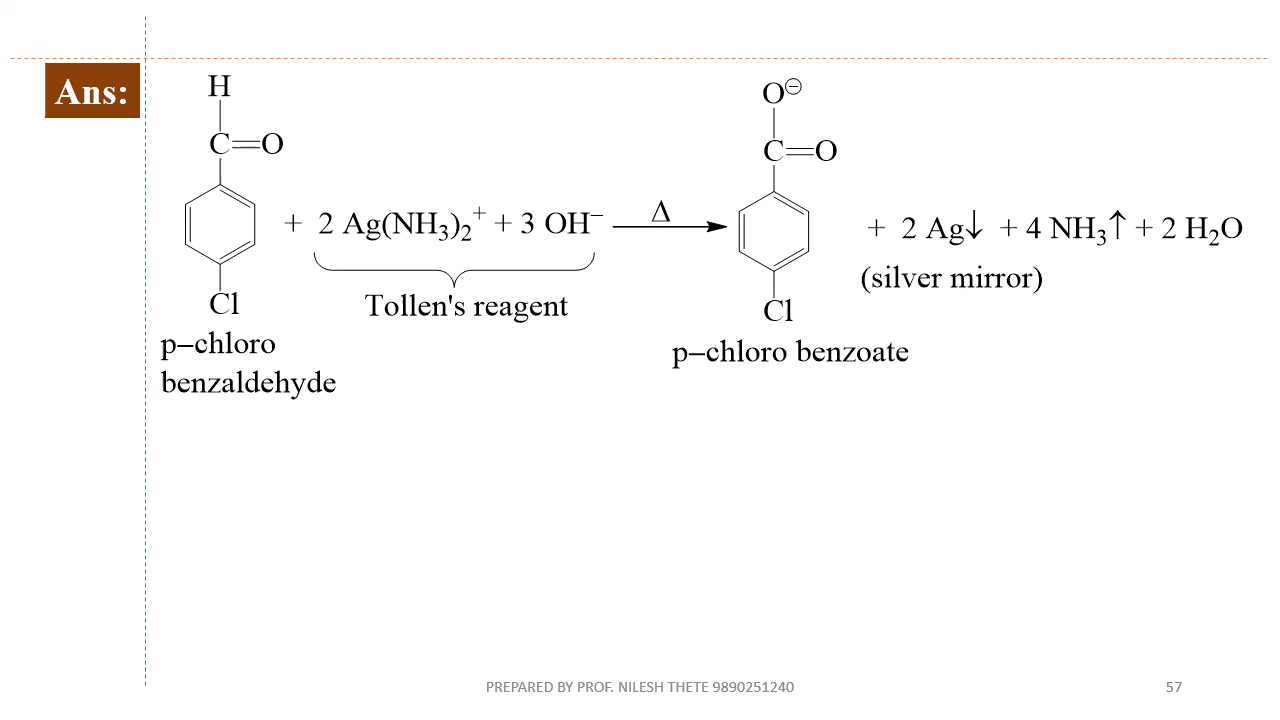 Ans:
H
C=O
Cl
+ 2 Ag(NH₃)₂⁺ + 3 OH⁻
Tollen's reagent
Δ
O⊖
C=O
Cl
+ 2 Ag↓ + 4 NH₃↑ + 2 H₂O
(silver mirror)
p–chloro
benzaldehyde
p–chloro benzoate
PREPARED BY PROF. NILESH THETE 9890251240
57